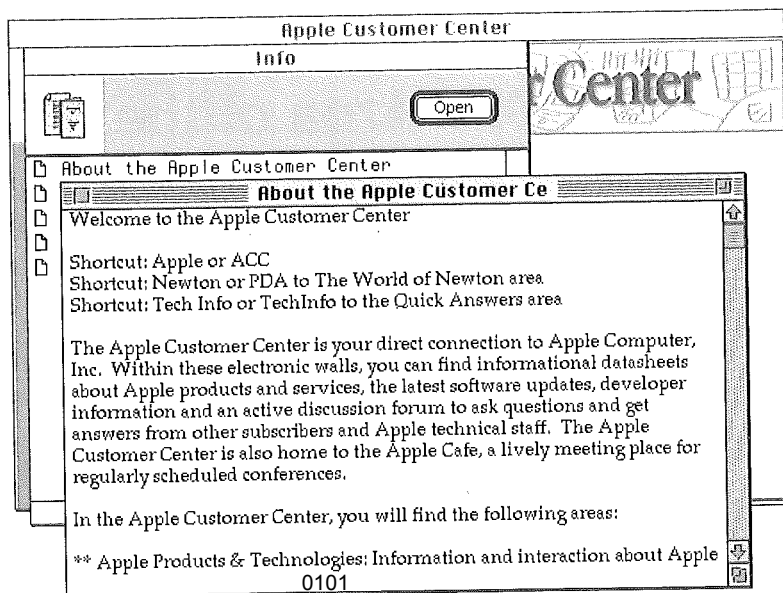 Apple Customer Center
Info
r Center
Open
About the Apple Customer Center
About the Apple Customer Ce
Welcome to the Apple Customer Center
Shortcut: Apple or ACC
Shortcut: Newton or PDA to The World of Newton area
Shortcut: Tech Info or TechInfo to the Quick Answers area
The Apple Customer Center is your direct connection to Apple Computer,
Inc. Within these electronic walls, you can find informational datasheets
about Apple products and services, the latest software updates, developer
information and an active discussion forum to ask questions and get
answers from other subscribers and Apple technical staff. The Apple
Customer Center is also home to the Apple Cafe, a lively meeting place for
regularly scheduled conferences.
In the Apple Customer Center, you will find the following areas:
** Apple Products & Technologies: Information and interaction about Apple
0101